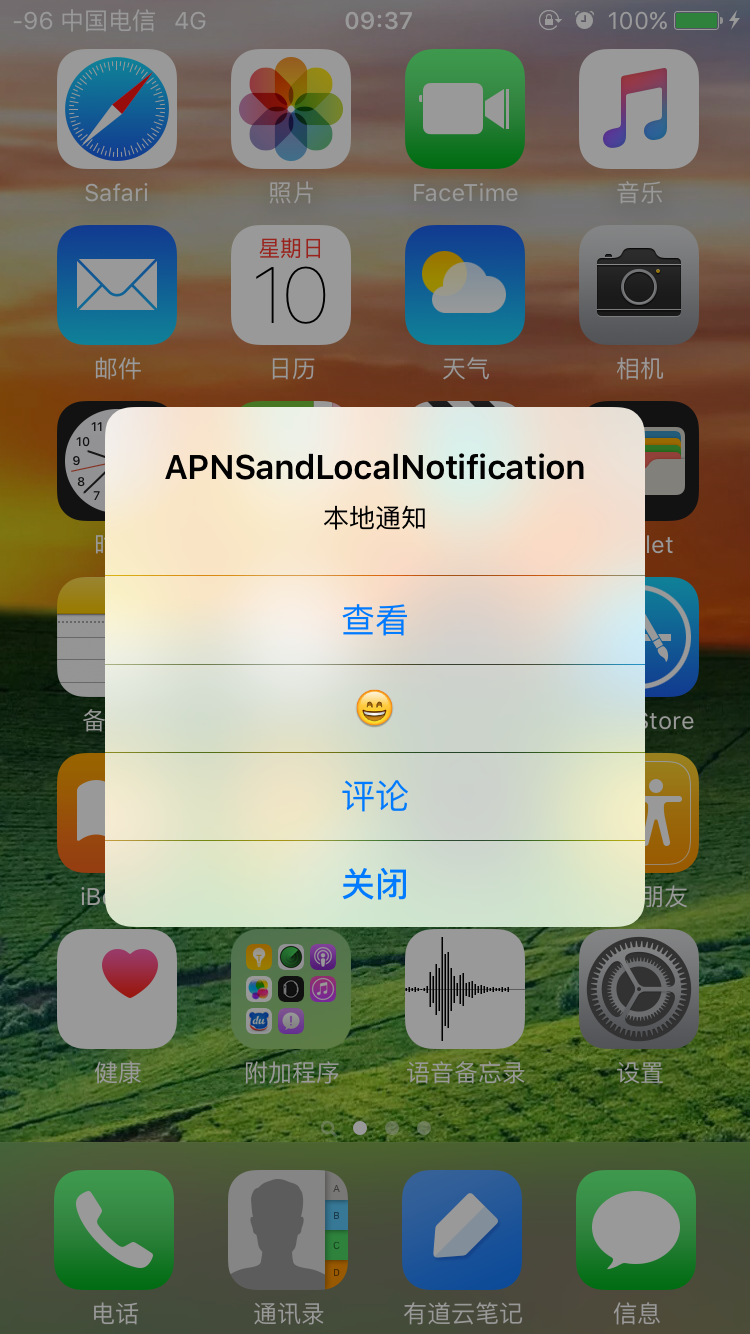 -96 中国电信 4G 09:37 100%
Safari 照片 FaceTime 音乐
星期日
10
邮件 日历 天气 相机
11
10
9
8
7
APNSandLocalNotification
本地通知
let
查看
备
Store
😄
评论
iB
朋友
关闭
健康 附加程序 语音备忘录 设置
A
B
C
D
电话 通讯录 有道云笔记 信息